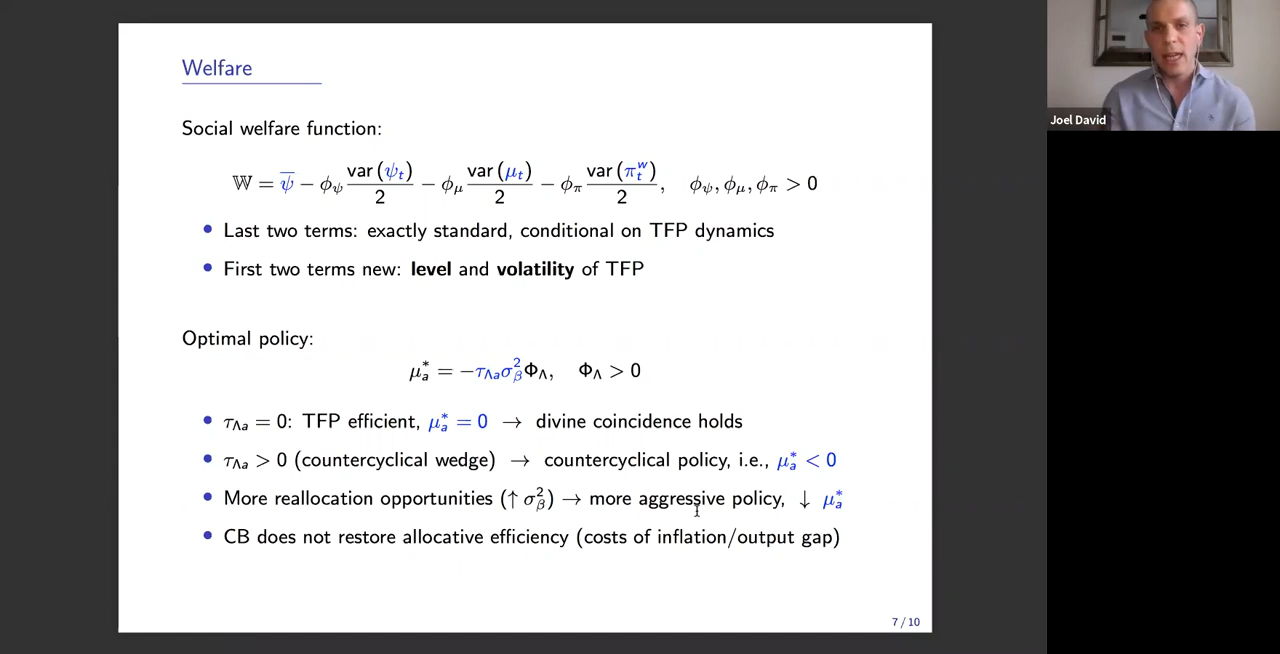 Welfare
Social welfare function:
𝕎 = ψ̅ − ϕ_ψ var(ψ_t)/2 − ϕ_μ var(μ_t)/2 − ϕ_π var(π_t^w)/2, ϕ_ψ, ϕ_μ, ϕ_π > 0
• Last two terms: exactly standard, conditional on TFP dynamics
• First two terms new: level and volatility of TFP
Optimal policy:
μ_a^* = −τ_Λa σ_β^2 Φ_Λ, Φ_Λ > 0
• τ_Λa = 0: TFP efficient, μ_a^* = 0 → divine coincidence holds
• τ_Λa > 0 (countercyclical wedge) → countercyclical policy, i.e., μ_a^* < 0
• More reallocation opportunities (↑ σ_β^2) → more aggressive policy, ↓ μ_a^*
• CB does not restore allocative efficiency (costs of inflation/output gap)
7 / 10
Joel David